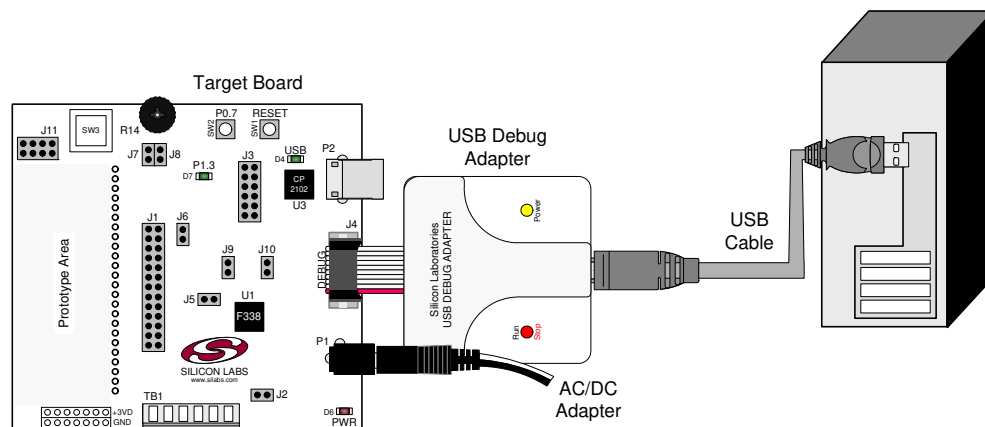 Target Board
J11
SW3
R14
P0.7
RESET
SW2
SW1
J7
J8
J3
USB
D4
P2
P1.3
D7
CP
2102
U3
USB Debug
Adapter
Power
J1
J6
J4
DEBUG
Silicon Laboratories
USB DEBUG ADAPTER
USB
Cable
Prototype Area
J9
J10
J5
U1
F338
Run
Stop
P1
SILICON LABS
www.silabs.com
AC/DC
Adapter
TB1
J2
+3VD
GND
D6
PWR